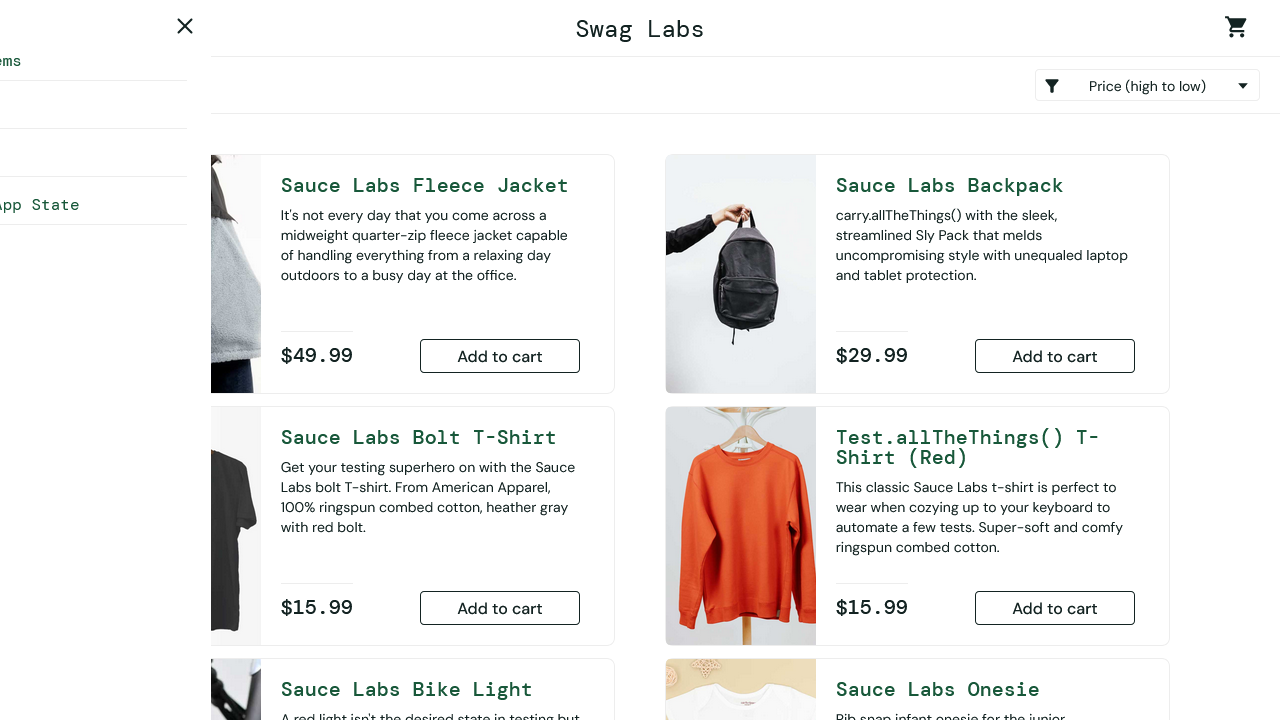 Swag Labs
ems
App State
Price (high to low)
Sauce Labs Fleece Jacket
It's not every day that you come across a
midweight quarter-zip fleece jacket capable
of handling everything from a relaxing day
outdoors to a busy day at the office.
$49.99
Add to cart
Sauce Labs Backpack
carry.allTheThings() with the sleek,
streamlined Sly Pack that melds
uncompromising style with unequaled laptop
and tablet protection.
$29.99
Add to cart
Sauce Labs Bolt T-Shirt
Get your testing superhero on with the Sauce
Labs bolt T-shirt. From American Apparel,
100% ringspun combed cotton, heather gray
with red bolt.
$15.99
Add to cart
Test.allTheThings() T-
Shirt (Red)
This classic Sauce Labs t-shirt is perfect to
wear when cozying up to your keyboard to
automate a few tests. Super-soft and comfy
ringspun combed cotton.
$15.99
Add to cart
Sauce Labs Bike Light
A red light isn't the desired state in testing but
Sauce Labs Onesie
Rib snap infant onesie for the junior